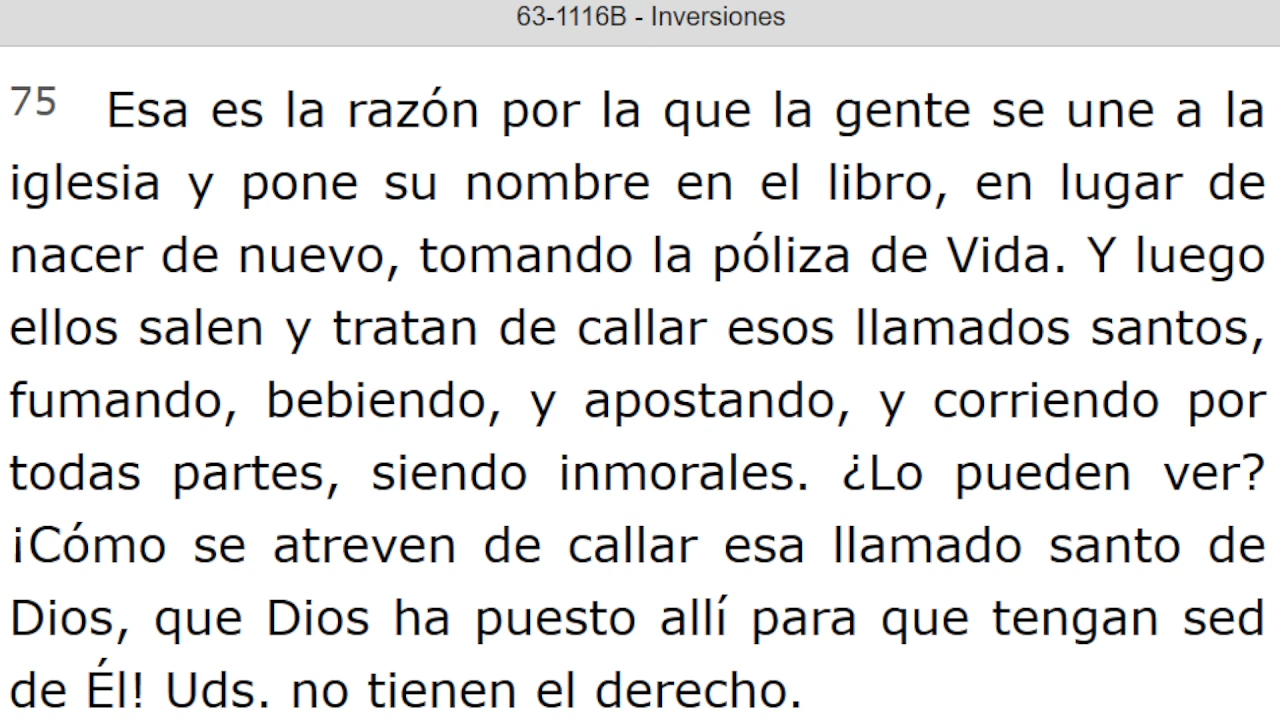 63-1116B - Inversiones
75 Esa es la razón por la que la gente se une a la
iglesia y pone su nombre en el libro, en lugar de
nacer de nuevo, tomando la póliza de Vida. Y luego
ellos salen y tratan de callar esos llamados santos,
fumando, bebiendo, y apostando, y corriendo por
todas partes, siendo inmorales. ¿Lo pueden ver?
¡Cómo se atreven de callar esa llamado santo de
Dios, que Dios ha puesto allí para que tengan sed
de Él! Uds. no tienen el derecho.